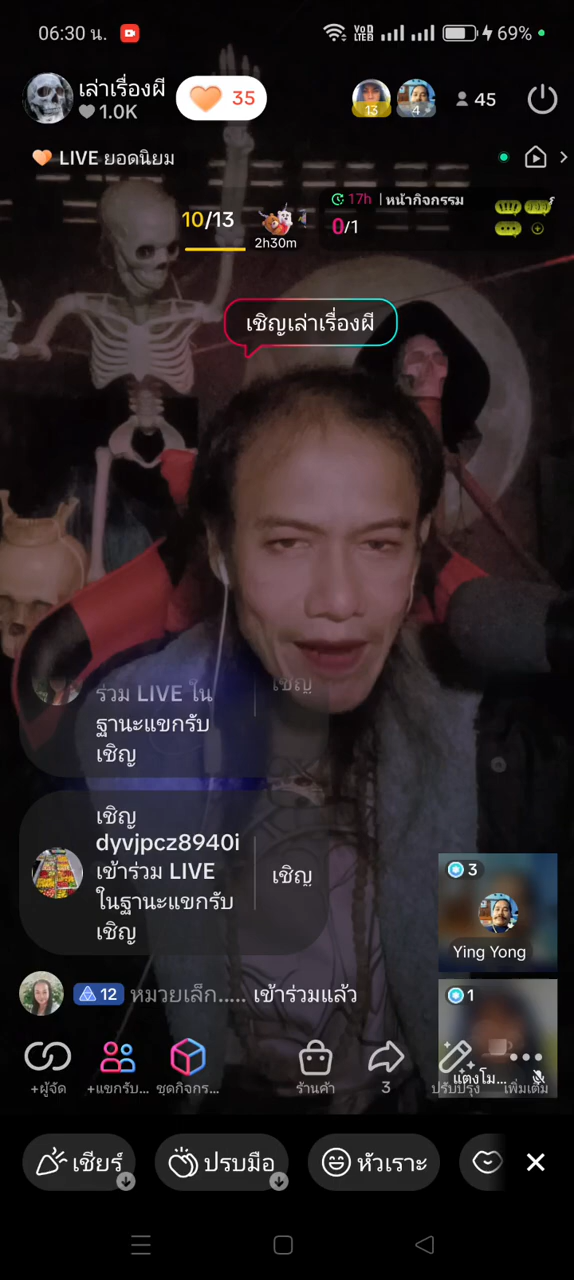 06:30 น.
VoD LTE
69%
เล่าเรื่องผี
1.0K
35
13
4
45
LIVE ยอดนิยม
10/13
2h30m
17h
หน้ากิจกรรม
0/1
เชิญเล่าเรื่องผี
ร่วม LIVE ใน
ฐานะแขกรับ
เชิญ
เชิญ
เชิญ
dyvjpcz8940i
เข้าร่วม LIVE
ในฐานะแขกรับ
เชิญ
เชิญ
3
Ying Yong
12 หมวยเล็ก..... เข้าร่วมแล้ว
1
แตงโม...
+ผู้จัด
+แขกรับ...
ชุดกิจกร...
ร้านค้า
3
ปรับปรุง
เพิ่มเติม
เชียร์
ปรบมือ
หัวเราะ